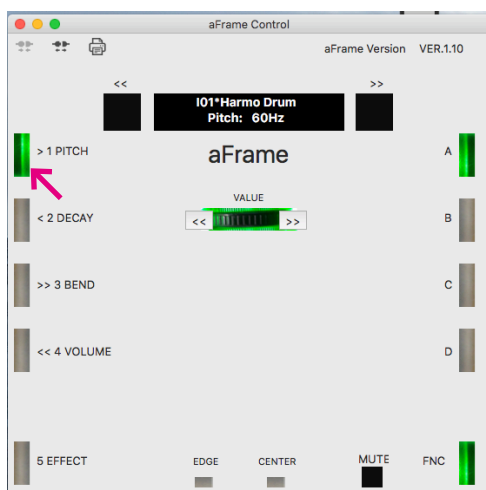 aFrame Control
aFrame Version VER.1.10
<< >>
I01*Harmo Drum
Pitch: 60Hz
> 1 PITCH
aFrame
A
VALUE
< 2 DECAY
<< >>
B
>> 3 BEND
C
<< 4 VOLUME
D
5 EFFECT
EDGE
CENTER
MUTE
FNC